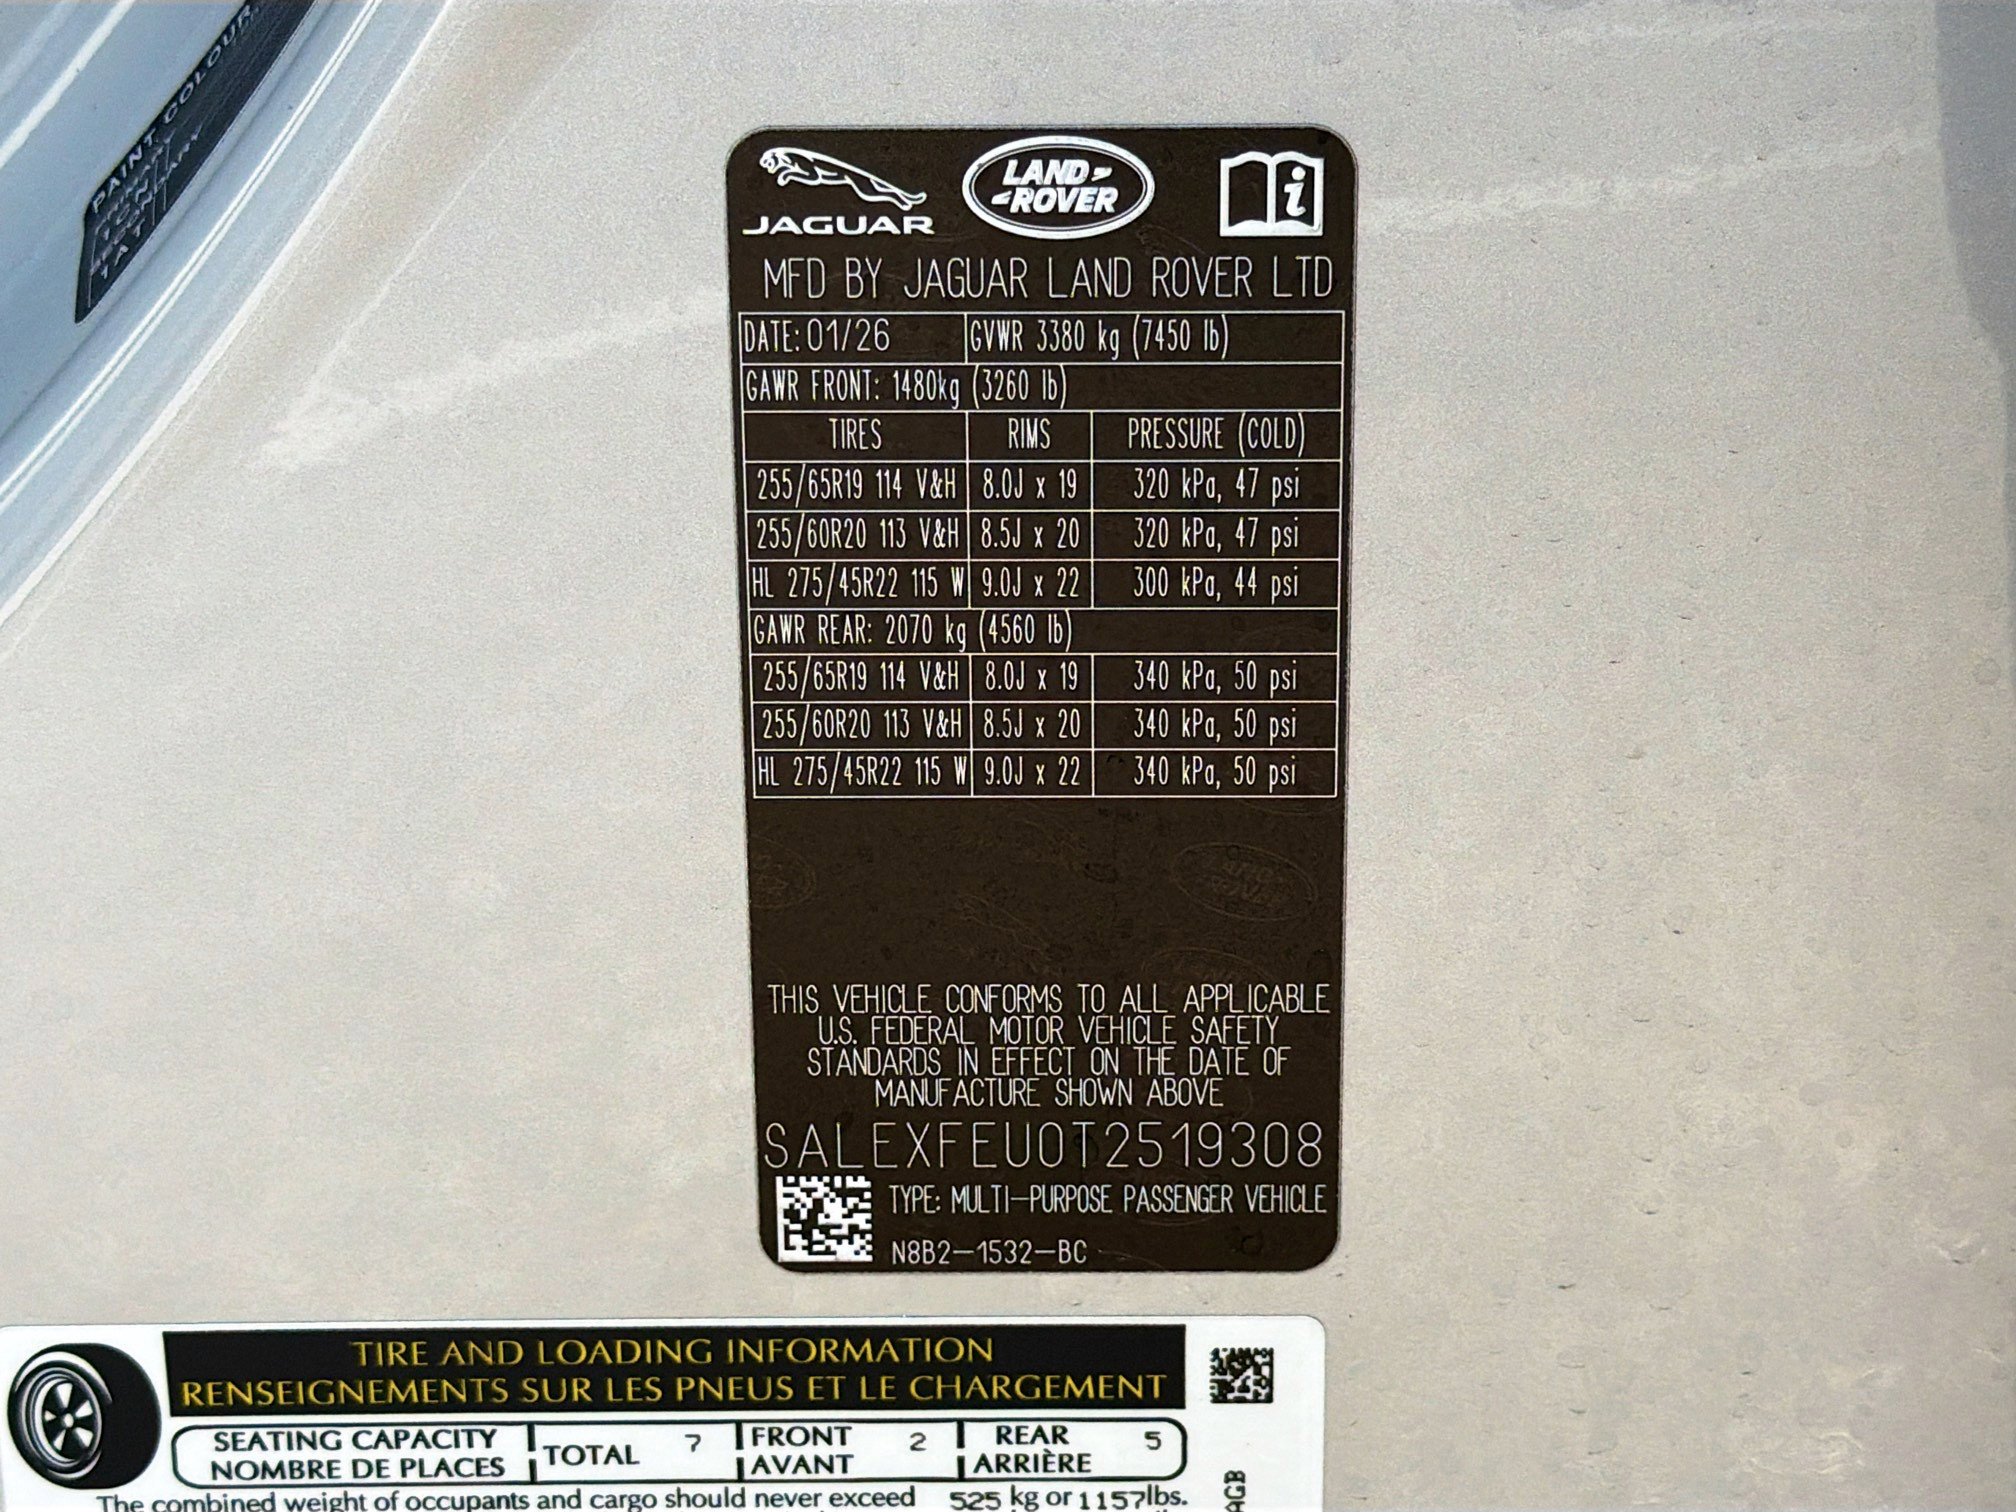 PAINT COLOUR
JAGUAR
LAND ROVER
i
MFD BY JAGUAR LAND ROVER LTD
DATE: 01/26 GVWR 3380 kg (7450 lb)
GAWR FRONT: 1480kg (3260 lb)
TIRES RIMS PRESSURE (COLD)
255/65R19 114 V&H 8.0J x 19 320 kPa, 47 psi
255/60R20 113 V&H 8.5J x 20 320 kPa, 47 psi
HL 275/45R22 115 W 9.0J x 22 300 kPa, 44 psi
GAWR REAR: 2070 kg (4560 lb)
255/65R19 114 V&H 8.0J x 19 340 kPa, 50 psi
255/60R20 113 V&H 8.5J x 20 340 kPa, 50 psi
HL 275/45R22 115 W 9.0J x 22 340 kPa, 50 psi
THIS VEHICLE CONFORMS TO ALL APPLICABLE
U.S. FEDERAL MOTOR VEHICLE SAFETY
STANDARDS IN EFFECT ON THE DATE OF
MANUFACTURE SHOWN ABOVE
SALEXFEU0T2519308
TYPE: MULTI-PURPOSE PASSENGER VEHICLE
N8B2-1532-BC
TIRE AND LOADING INFORMATION
RENSEIGNEMENTS SUR LES PNEUS ET LE CHARGEMENT
SEATING CAPACITY TOTAL 7 FRONT 2 REAR 5
NOMBRE DE PLACES AVANT ARRIÈRE
The combined weight of occupants and cargo should never exceed 525 kg or 1157lbs.
AGB